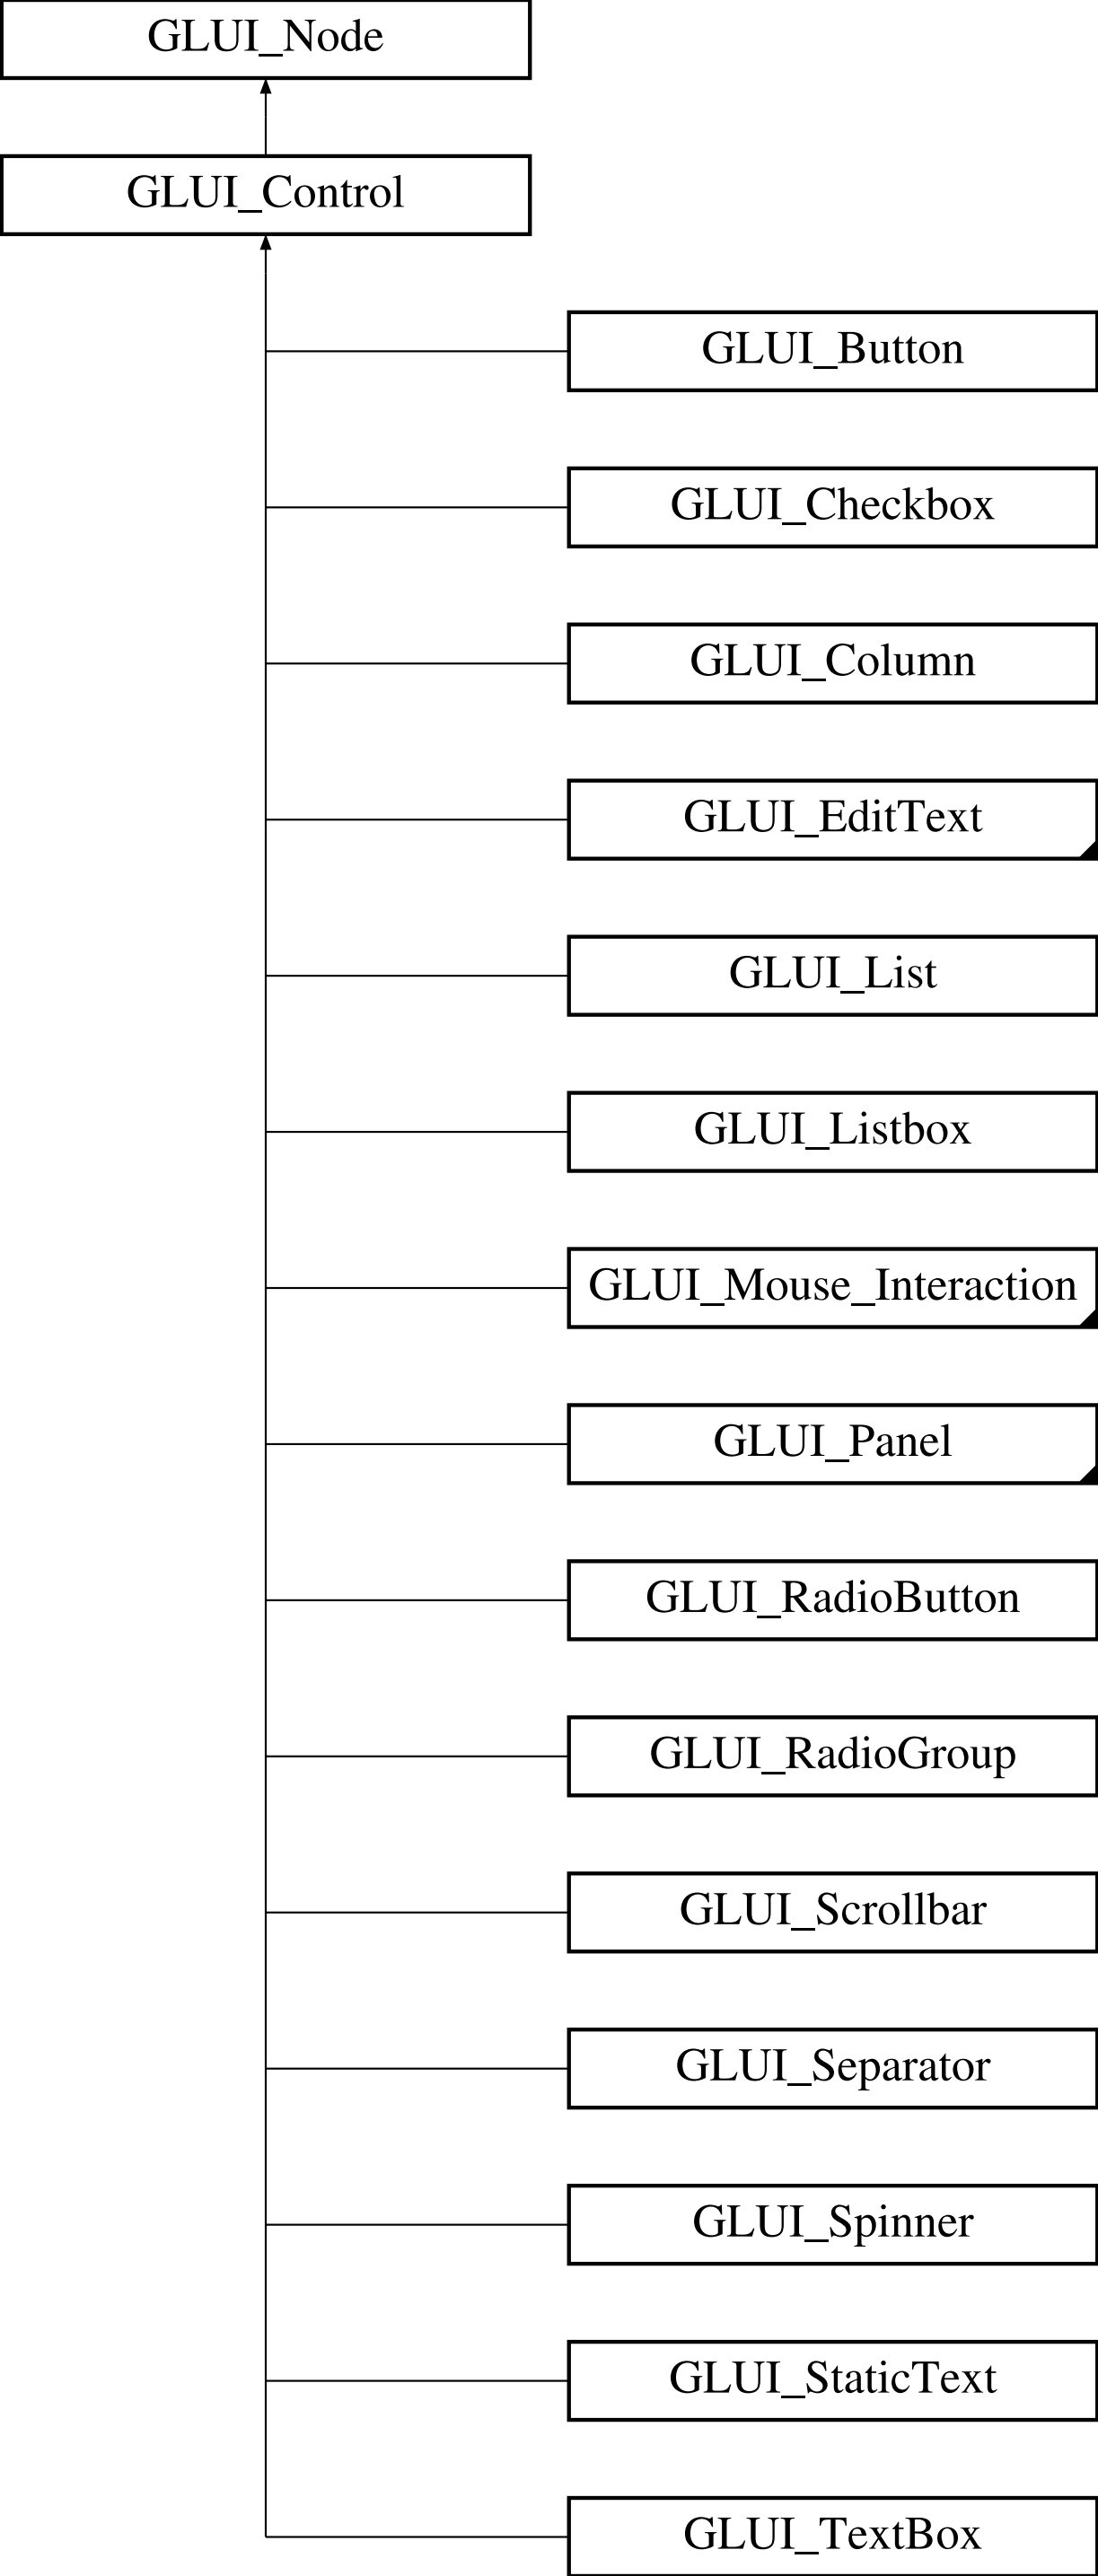 GLUI_Node
GLUI_Control
GLUI_Button
GLUI_Checkbox
GLUI_Column
GLUI_EditText
GLUI_List
GLUI_Listbox
GLUI_Mouse_Interaction
GLUI_Panel
GLUI_RadioButton
GLUI_RadioGroup
GLUI_Scrollbar
GLUI_Separator
GLUI_Spinner
GLUI_StaticText
GLUI_TextBox